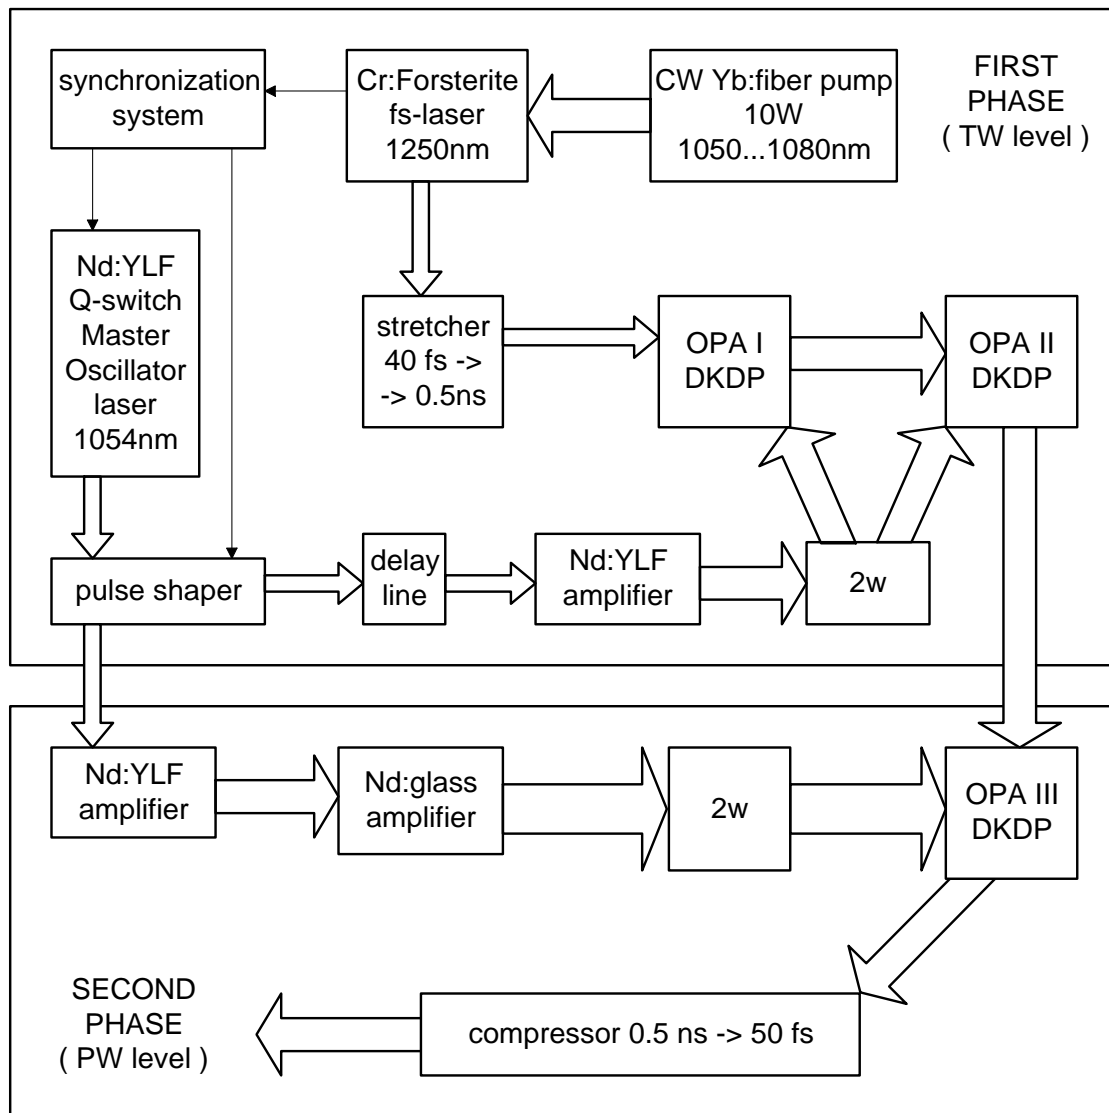 synchronization
system
Cr:Forsterite
fs-laser
1250nm
CW Yb:fiber pump
10W
1050...1080nm
FIRST
PHASE
( TW level )
Nd:YLF
Q-switch
Master
Oscillator
laser
1054nm
stretcher
40 fs ->
-> 0.5ns
OPA I
DKDP
OPA II
DKDP
pulse shaper
delay
line
Nd:YLF
amplifier
2w
Nd:YLF
amplifier
Nd:glass
amplifier
2w
OPA III
DKDP
SECOND
PHASE
( PW level )
compressor 0.5 ns -> 50 fs